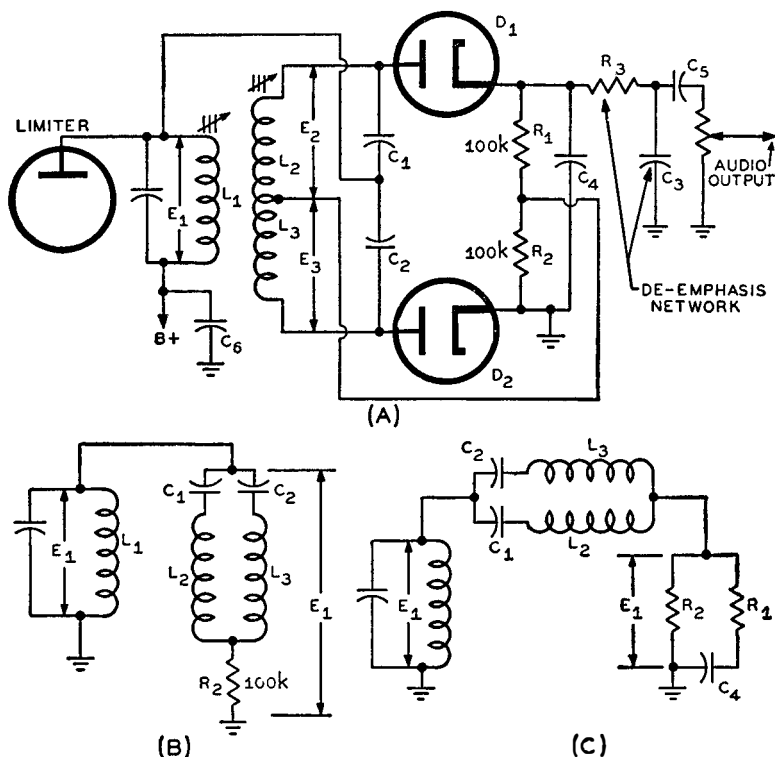 LIMITER
E1
L1
B+
C6
L2
L3
E2
E3
C1
C2
D1
D2
100k
R1
100k
R2
C4
R3
C3
C5
AUDIO
OUTPUT
DE-EMPHASIS
NETWORK
(A)
E1
L1
C1
C2
L2
L3
R2
100k
E1
(B)
C2
L3
C1
L2
E1
E1
R2
R1
C4
(C)